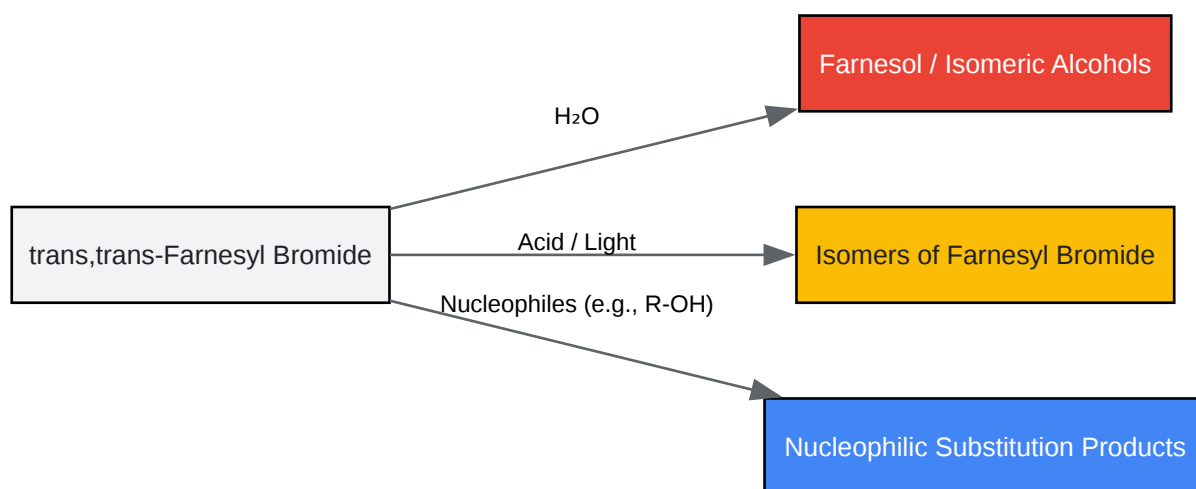 Farnesol / Isomeric Alcohols
H₂O
trans,trans-Farnesyl Bromide
Acid / Light
Isomers of Farnesyl Bromide
Nucleophiles (e.g., R-OH)
Nucleophilic Substitution Products